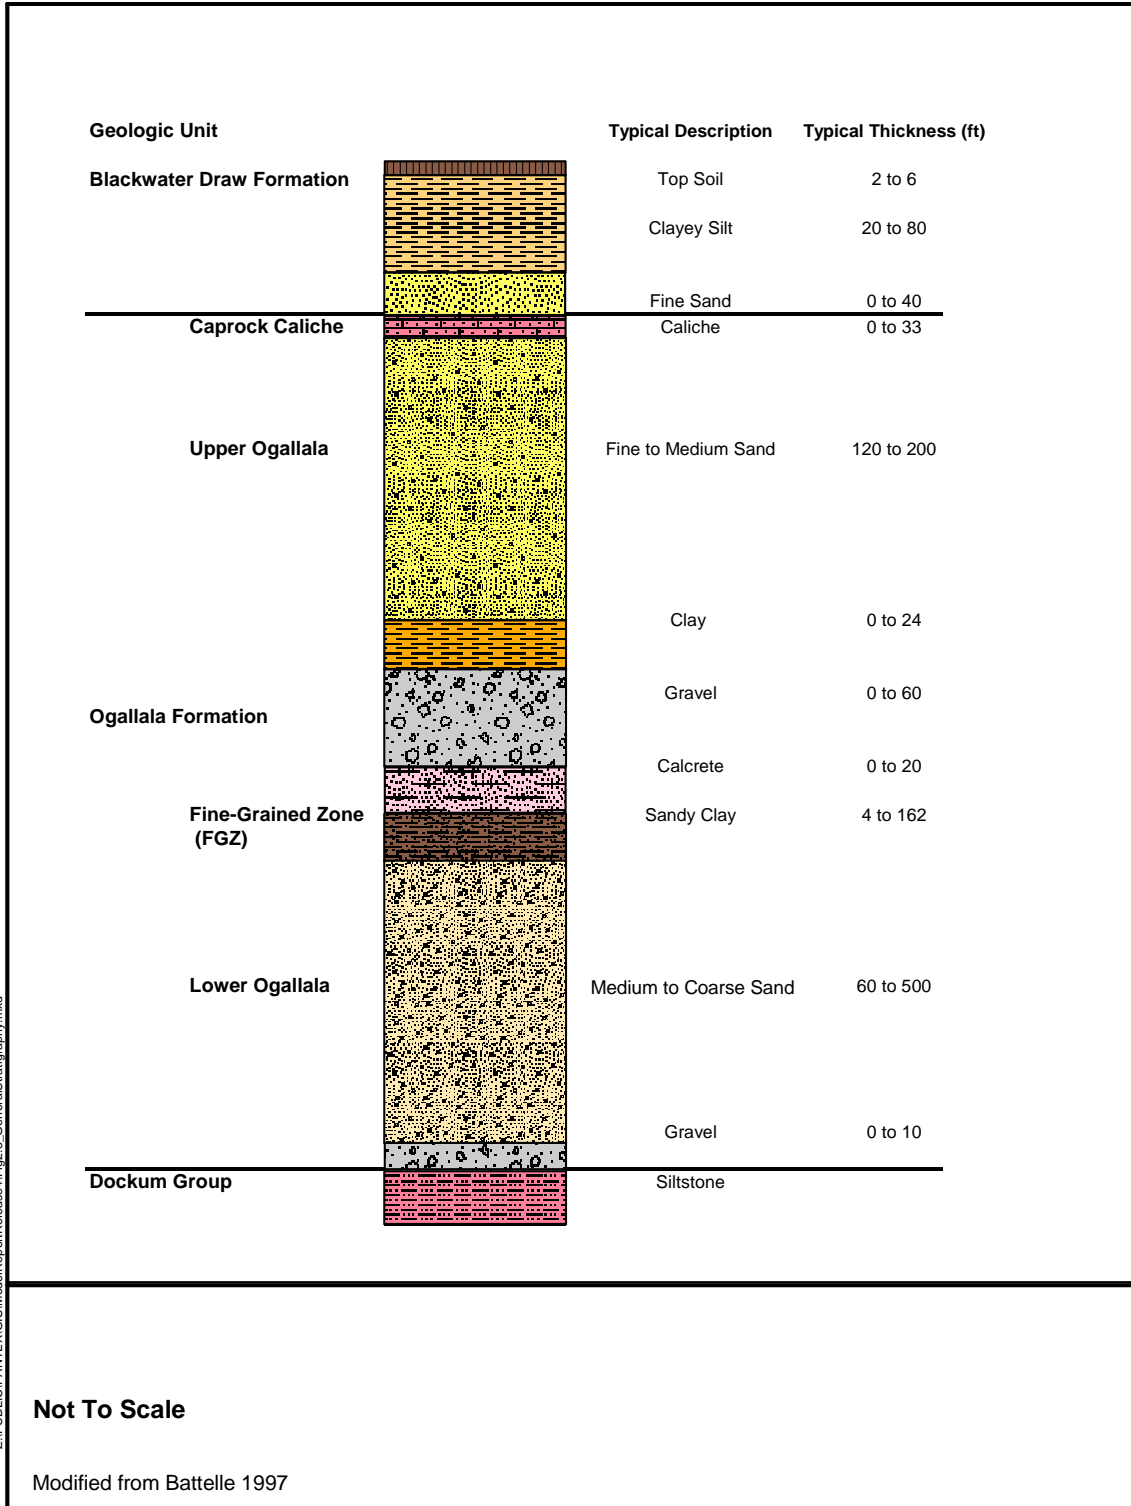 Geologic Unit Typical Description Typical Thickness (ft)
Blackwater Draw Formation Top Soil 2 to 6
Clayey Silt 20 to 80
Fine Sand 0 to 40
Caprock Caliche Caliche 0 to 33
Upper Ogallala Fine to Medium Sand 120 to 200
Clay 0 to 24
Gravel 0 to 60
Ogallala Formation
Calcrete 0 to 20
Fine-Grained Zone Sandy Clay 4 to 162
(FGZ)
Lower Ogallala Medium to Coarse Sand 60 to 500
Gravel 0 to 10
Dockum Group Siltstone
Not To Scale
Modified from Battelle 1997